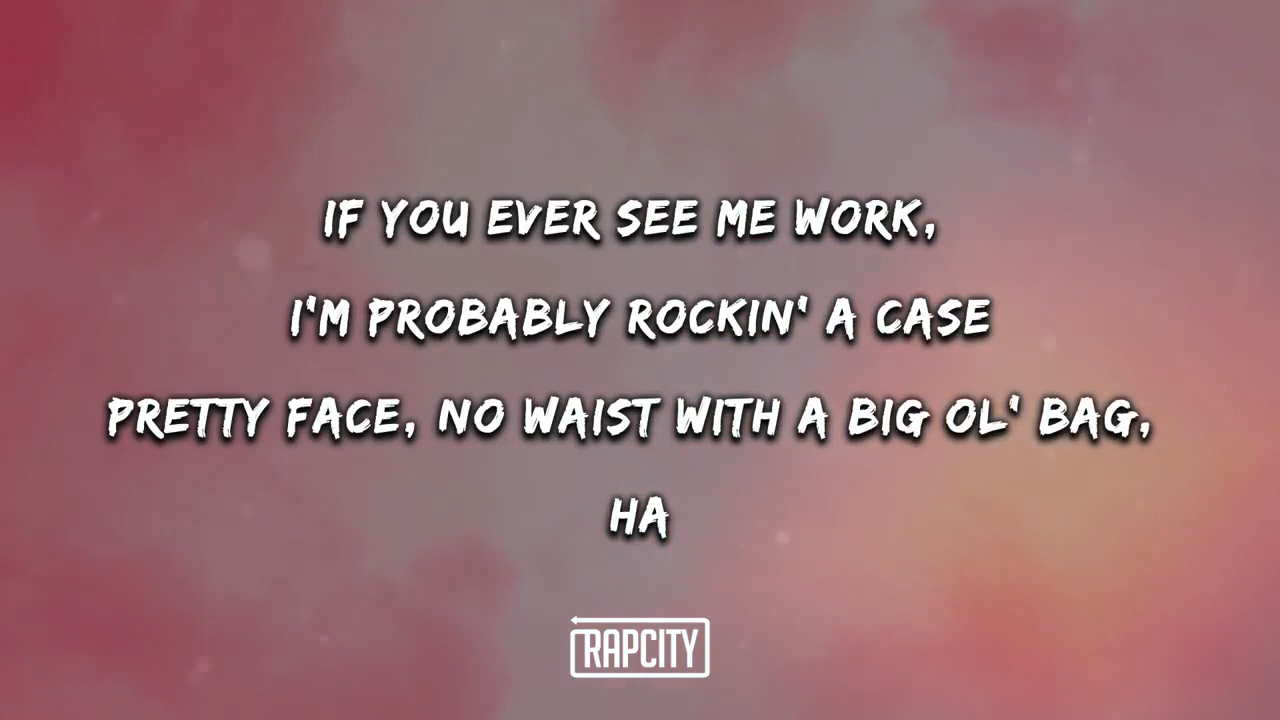 IF YOU EVER SEE ME WORK,
I'M PROBABLY ROCKIN' A CASE
PRETTY FACE, NO WAIST WITH A BIG OL' BAG,
HA
RAPCITY